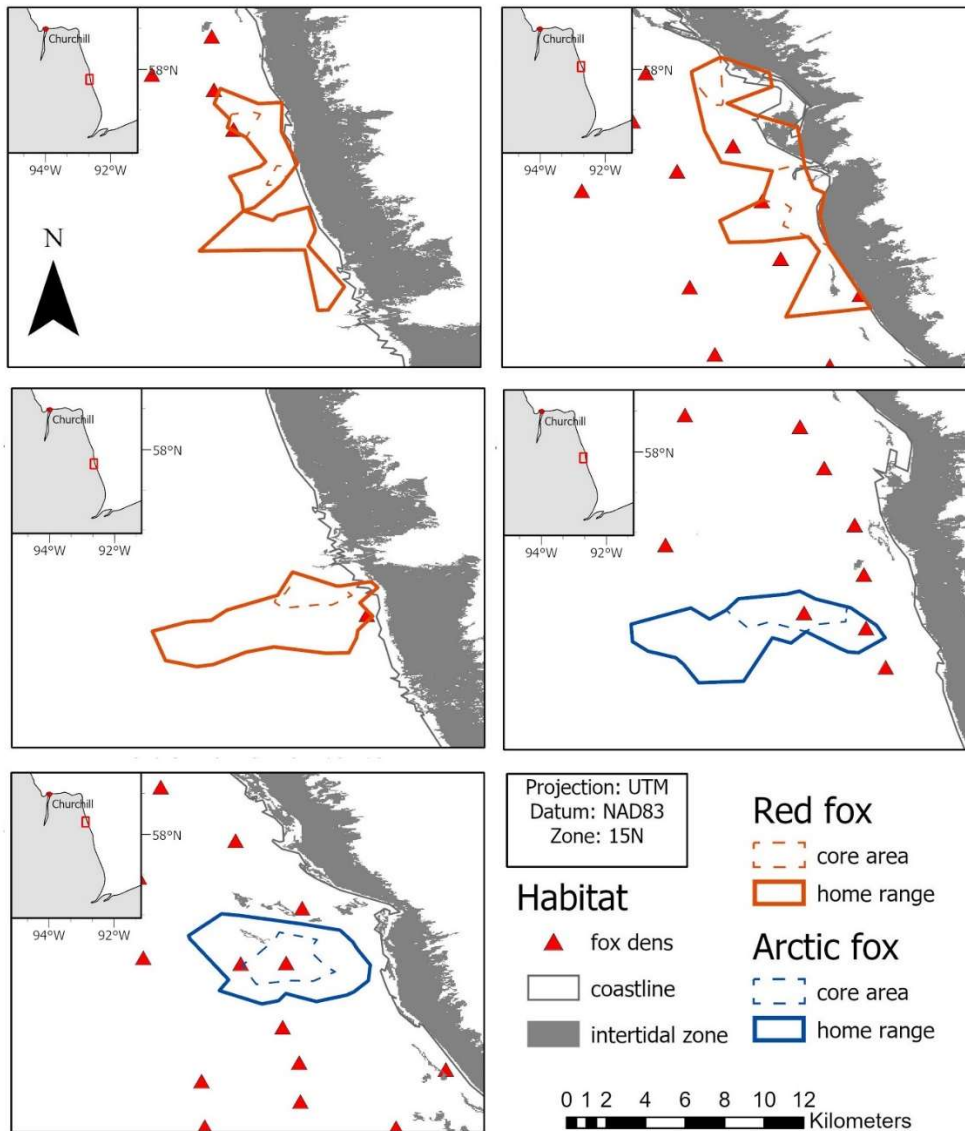 Churchill
58°N
94°W 92°W
N
Churchill
58°N
94°W 92°W
Churchill
58°N
94°W 92°W
Churchill
58°N
94°W 92°W
Churchill
58°N
94°W 92°W
Projection: UTM
Datum: NAD83
Zone: 15N
Habitat
fox dens
coastline
intertidal zone
Red fox
core area
home range
Arctic fox
core area
home range
0 1 2 4 6 8 10 12
Kilometers